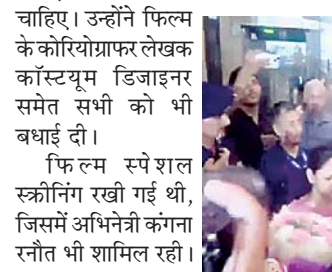 चाहिए। उन्होंने फिल्म
के कोरियोग्राफर लेखक
कॉस्ट्यूम डिजाइनर
समेत सभी को भी
बधाई दी।
फिल्म स्पेशल
स्क्रीनिंग रखी गई थी,
जिसमें अभिनेत्री कंगना
रनौत भी शामिल रही।